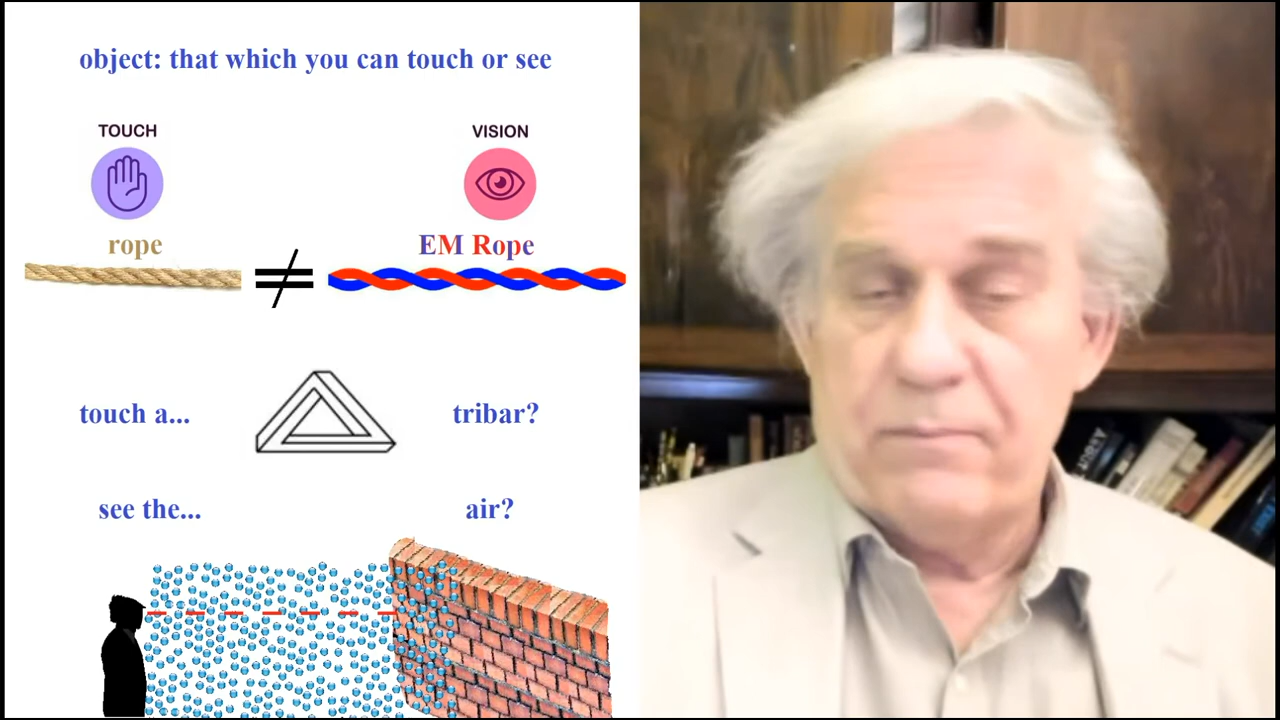 object: that which you can touch or see
TOUCH
VISION
rope
EM Rope
touch a...
tribar?
see the...
air?